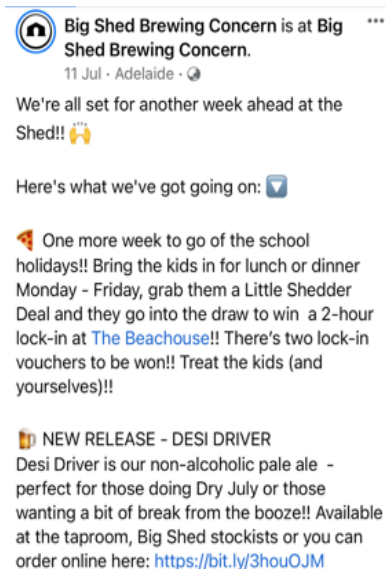 Big Shed Brewing Concern is at Big
Shed Brewing Concern.
11 Jul · Adelaide ·
We're all set for another week ahead at the
Shed!! 🙌
Here's what we've got going on: 🔽
🍕 One more week to go of the school
holidays!! Bring the kids in for lunch or dinner
Monday - Friday, grab them a Little Shedder
Deal and they go into the draw to win  a 2-hour
lock-in at The Beachouse!! There's two lock-in
vouchers to be won!! Treat the kids (and
yourselves)!!
🍺 NEW RELEASE - DESI DRIVER
Desi Driver is our non-alcoholic pale ale  -
perfect for those doing Dry July or those
wanting a bit of break from the booze!! Available
at the taproom, Big Shed stockists or you can
order online here: https://bit.ly/3houOJM